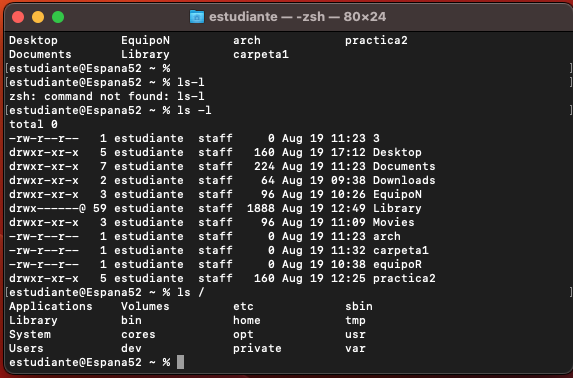 estudiante — -zsh — 80×24
Desktop EquipoN arch practica2
Documents Library carpeta1
[estudiante@Espana52 ~ % ]
[estudiante@Espana52 ~ % ls-l ]
zsh: command not found: ls-l
[estudiante@Espana52 ~ % ls -l ]
total 0
-rw-r--r-- 1 estudiante staff 0 Aug 19 11:23 3
drwxr-xr-x 5 estudiante staff 160 Aug 19 17:12 Desktop
drwxr-xr-x 7 estudiante staff 224 Aug 19 11:23 Documents
drwxr-xr-x 2 estudiante staff 64 Aug 19 09:38 Downloads
drwxr-xr-x 3 estudiante staff 96 Aug 19 10:26 EquipoN
drwx------@ 59 estudiante staff 1888 Aug 19 12:49 Library
drwxr-xr-x 3 estudiante staff 96 Aug 19 11:09 Movies
-rw-r--r-- 1 estudiante staff 0 Aug 19 11:23 arch
-rw-r--r-- 1 estudiante staff 0 Aug 19 11:32 carpeta1
-rw-r--r-- 1 estudiante staff 0 Aug 19 10:38 equipoR
drwxr-xr-x 5 estudiante staff 160 Aug 19 12:25 practica2
[estudiante@Espana52 ~ % ls / ]
Applications Volumes etc sbin
Library bin home tmp
System cores opt usr
Users dev private var
estudiante@Espana52 ~ %